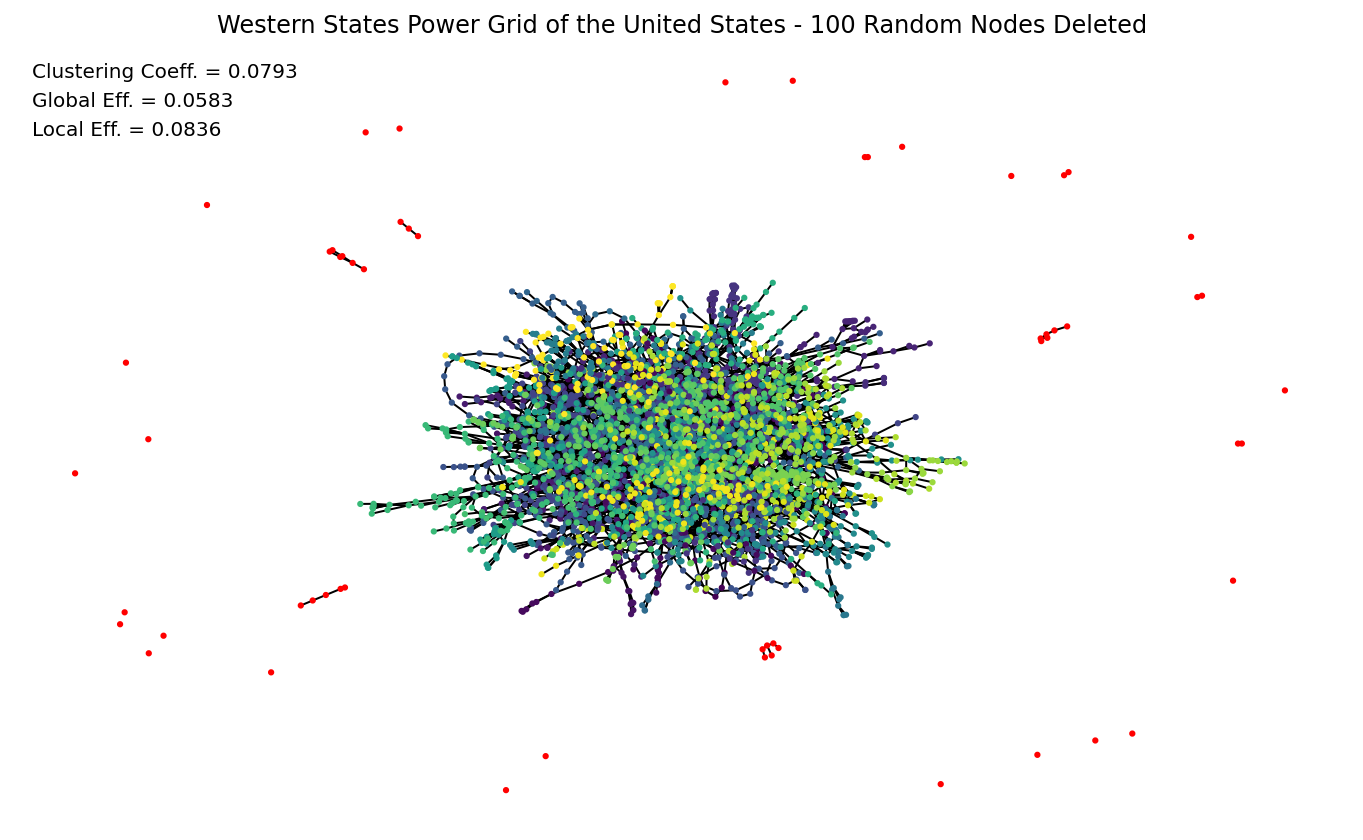 Western States Power Grid of the United States - 100 Random Nodes Deleted
Clustering Coeff. = 0.0793
Global Eff. = 0.0583
Local Eff. = 0.0836